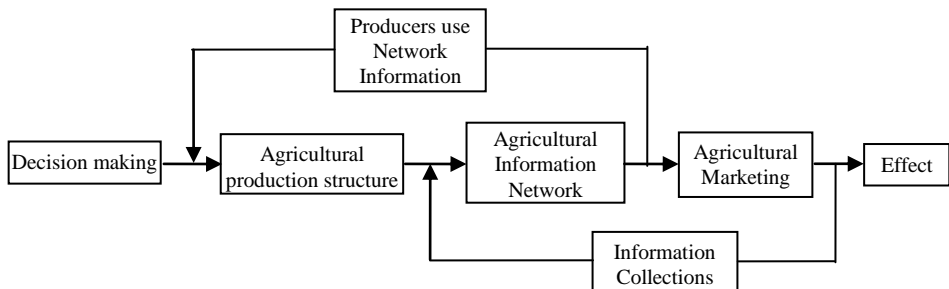 Producers use
Network
Information
Decision making
Agricultural
production structure
Agricultural
Information
Network
Agricultural
Marketing
Effect
Information
Collections